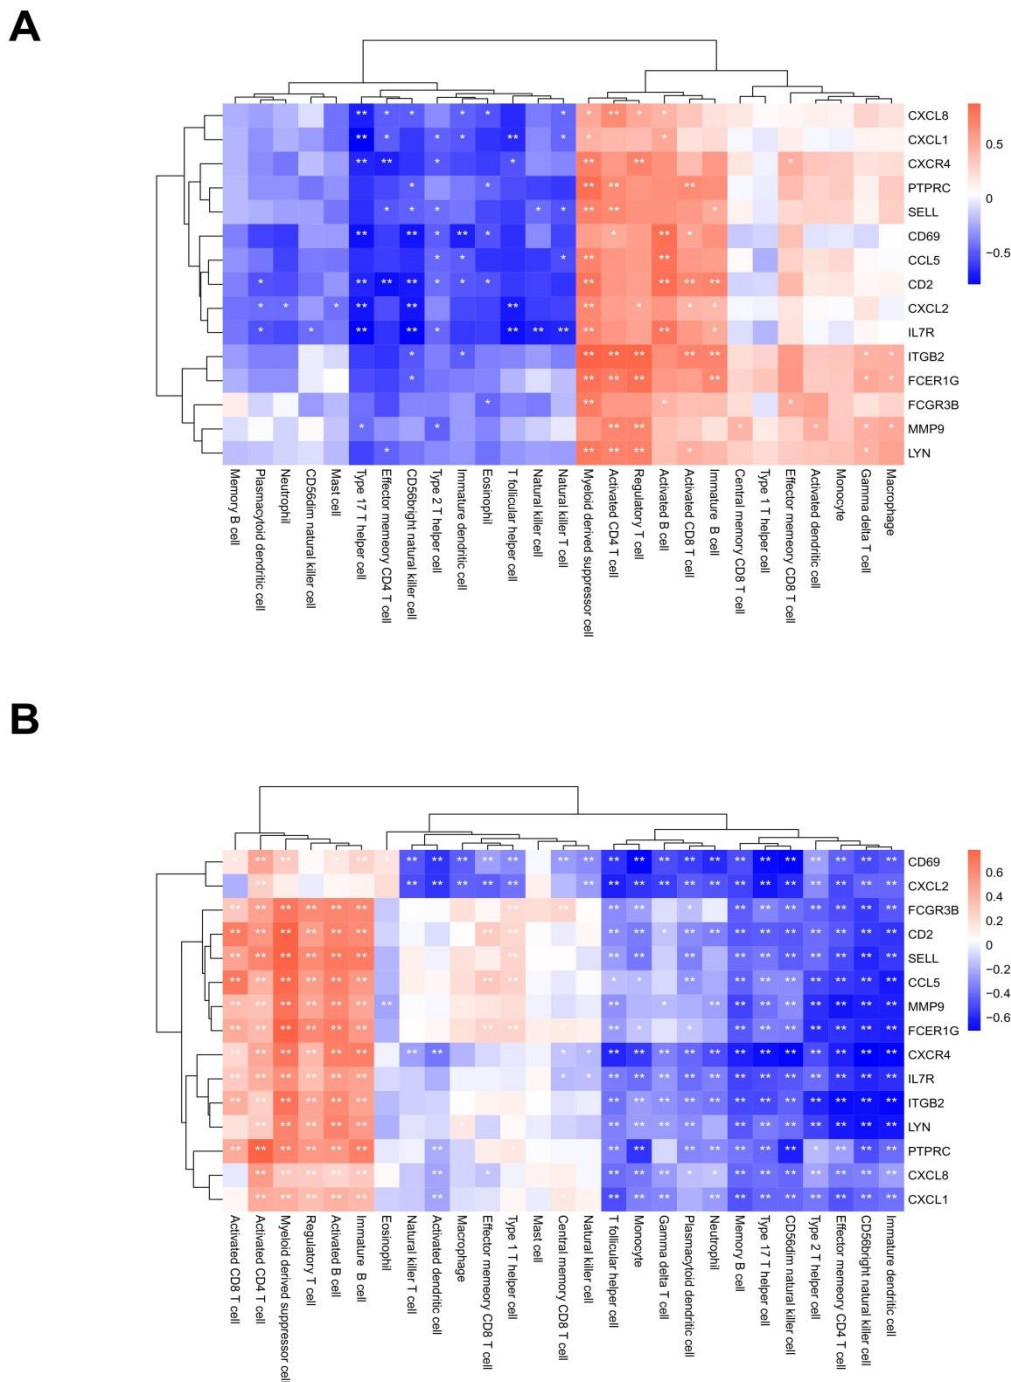 A
CXCL8
CXCL1
CXCR4
PTPRC
SELL
CD69
CCL5
CD2
CXCL2
IL7R
ITGB2
FCER1G
FCGR3B
MMP9
LYN
0.5
0
−0.5
Memory B cell
Plasmacytoid dendritic cell
Neutrophil
CD56dim natural killer cell
Mast cell
Type 17 T helper cell
Effector memeory CD4 T cell
CD56bright natural killer cell
Type 2 T helper cell
Immature dendritic cell
Eosinophil
T follicular helper cell
Natural killer cell
Natural killer T cell
Myeloid derived suppressor cell
Activated CD4 T cell
Regulatory T cell
Activated B cell
Activated CD8 T cell
Immature B cell
Central memory CD8 T cell
Type 1 T helper cell
Effector memeory CD8 T cell
Activated dendritic cell
Monocyte
Gamma delta T cell
Macrophage
B
CD69
CXCL2
FCGR3B
CD2
SELL
CCL5
MMP9
FCER1G
CXCR4
IL7R
ITGB2
LYN
PTPRC
CXCL8
CXCL1
0.6
0.4
0.2
0
−0.2
−0.4
−0.6
Activated CD8 T cell
Activated CD4 T cell
Myeloid derived suppressor cell
Regulatory T cell
Activated B cell
Immature B cell
Eosinophil
Natural killer T cell
Activated dendritic cell
Macrophage
Effector memeory CD8 T cell
Type 1 T helper cell
Mast cell
Central memory CD8 T cell
Natural killer cell
T follicular helper cell
Monocyte
Gamma delta T cell
Plasmacytoid dendritic cell
Neutrophil
Memory B cell
Type 17 T helper cell
CD56dim natural killer cell
Type 2 T helper cell
Effector memeory CD4 T cell
CD56bright natural killer cell
Immature dendritic cell